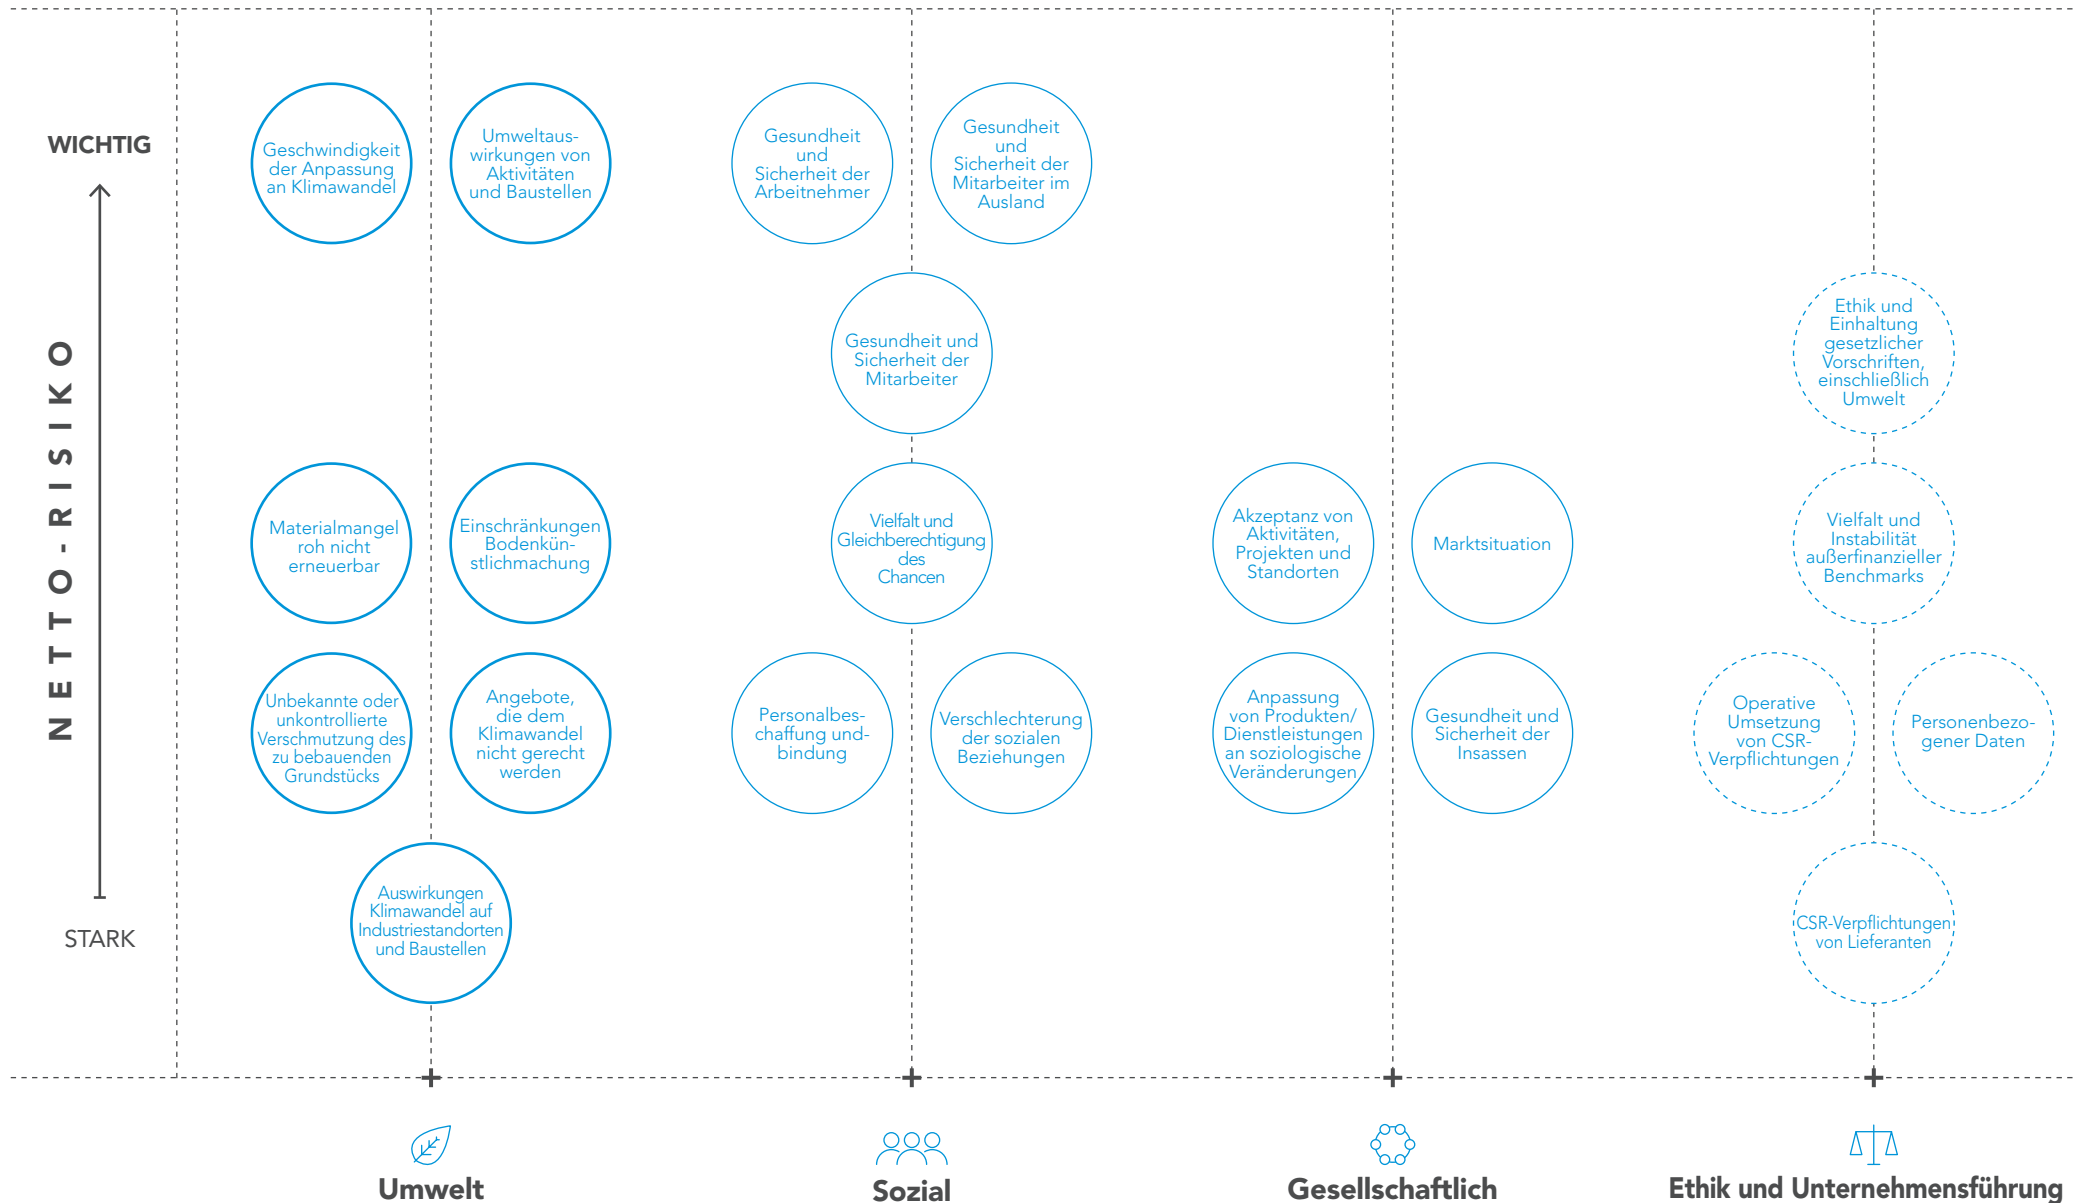 WICHTIG
NETTO-RISIKO
STARK
Geschwindigkeit
der Anpassung
an Klimawandel
Umweltaus-
wirkungen von
Aktivitäten
und Baustellen
Gesundheit
und
Sicherheit der
Arbeitnehmer
Gesundheit
und
Sicherheit der
Mitarbeiter im
Ausland
Gesundheit und
Sicherheit der
Mitarbeiter
Ethik und
Einhaltung
gesetzlicher
Vorschriften,
einschließlich
Umwelt
Materialmangel
roh nicht
erneuerbar
Einschränkungen
Bodenkün-
stlichmachung
Vielfalt und
Gleichberechtigung
des
Chancen
Akzeptanz von
Aktivitäten,
Projekten und
Standorten
Marktsituation
Vielfalt und
Instabilität
außerfinanzieller
Benchmarks
Unbekannte oder
unkontrollierte
Verschmutzung des
zu bebauenden
Grundstücks
Angebote,
die dem
Klimawandel
nicht gerecht
werden
Personalbes-
chaffung und-
bindung
Verschlechterung
der sozialen
Beziehungen
Anpassung
von Produkten/
Dienstleistungen
an soziologische
Veränderungen
Gesundheit und
Sicherheit der
Insassen
Operative
Umsetzung
von CSR-
Verpflichtungen
Personenbezo-
gener Daten
Auswirkungen
Klimawandel auf
Industriestandorten
und Baustellen
CSR-Verpflichtungen
von Lieferanten
Umwelt
Sozial
Gesellschaftlich
Ethik und Unternehmensführung